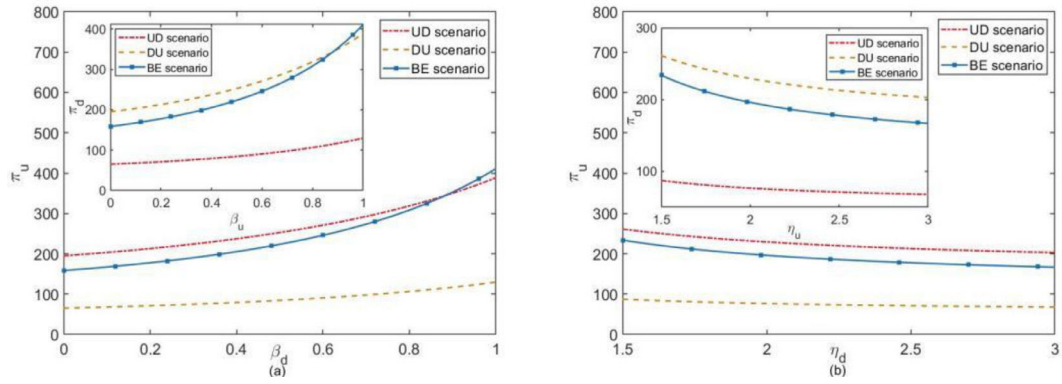 800
700
600
500
400
300
200
100
0
π_u
0 0.2 0.4 0.6 0.8 1
β_d
(a)
UD scenario
DU scenario
BE scenario
400
300
200
100
0
π_d
0 0.2 0.4 0.6 0.8 1
β_u
UD scenario
DU scenario
BE scenario
800
700
600
500
400
300
200
100
0
π_u
1.5 2 2.5 3
η_d
(b)
UD scenario
DU scenario
BE scenario
300
200
100
π_d
1.5 2 2.5 3
η_u
UD scenario
DU scenario
BE scenario